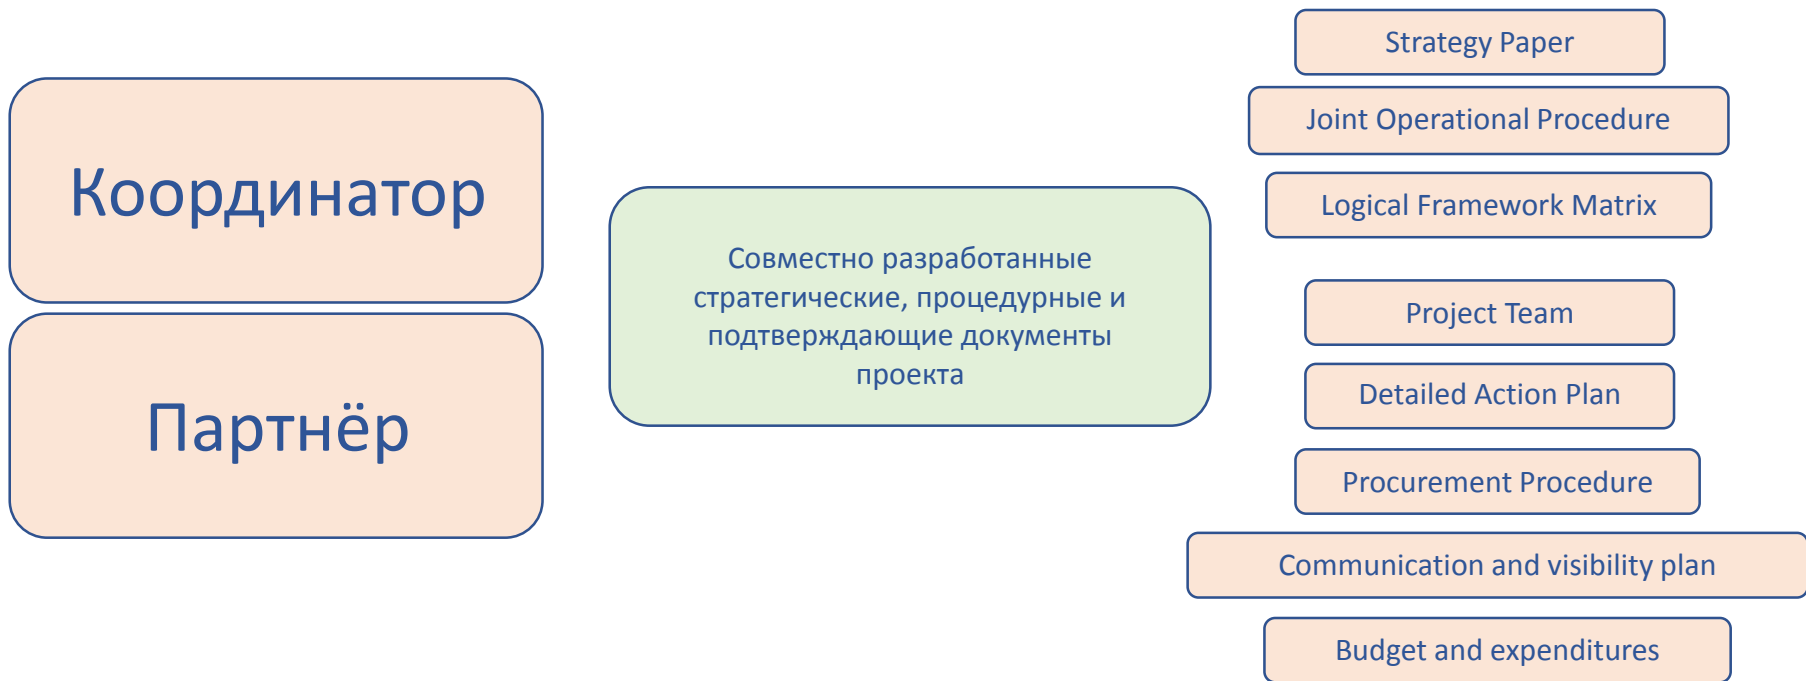 Координатор
Партнёр
Совместно разработанные
стратегические, процедурные и
подтверждающие документы
проекта
Strategy Paper
Joint Operational Procedure
Logical Framework Matrix
Project Team
Detailed Action Plan
Procurement Procedure
Communication and visibility plan
Budget and expenditures